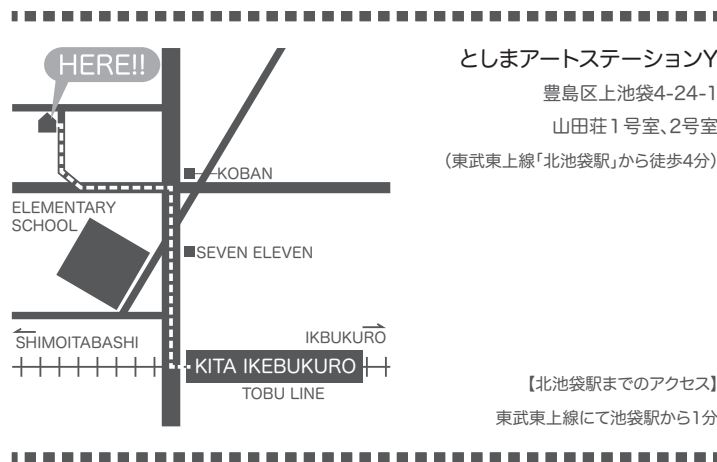 HERE!!
KOBAN
ELEMENTARY
SCHOOL
SEVEN ELEVEN
SHIMOITABASHI
IKBUKURO
KITA IKEBUKURO
TOBU LINE
としまアートステーションY
豊島区上池袋4-24-1
山田荘1号室、2号室
(東武東上線「北池袋駅」から徒歩4分)
【北池袋駅までのアクセス】
東武東上線にて池袋駅から1分